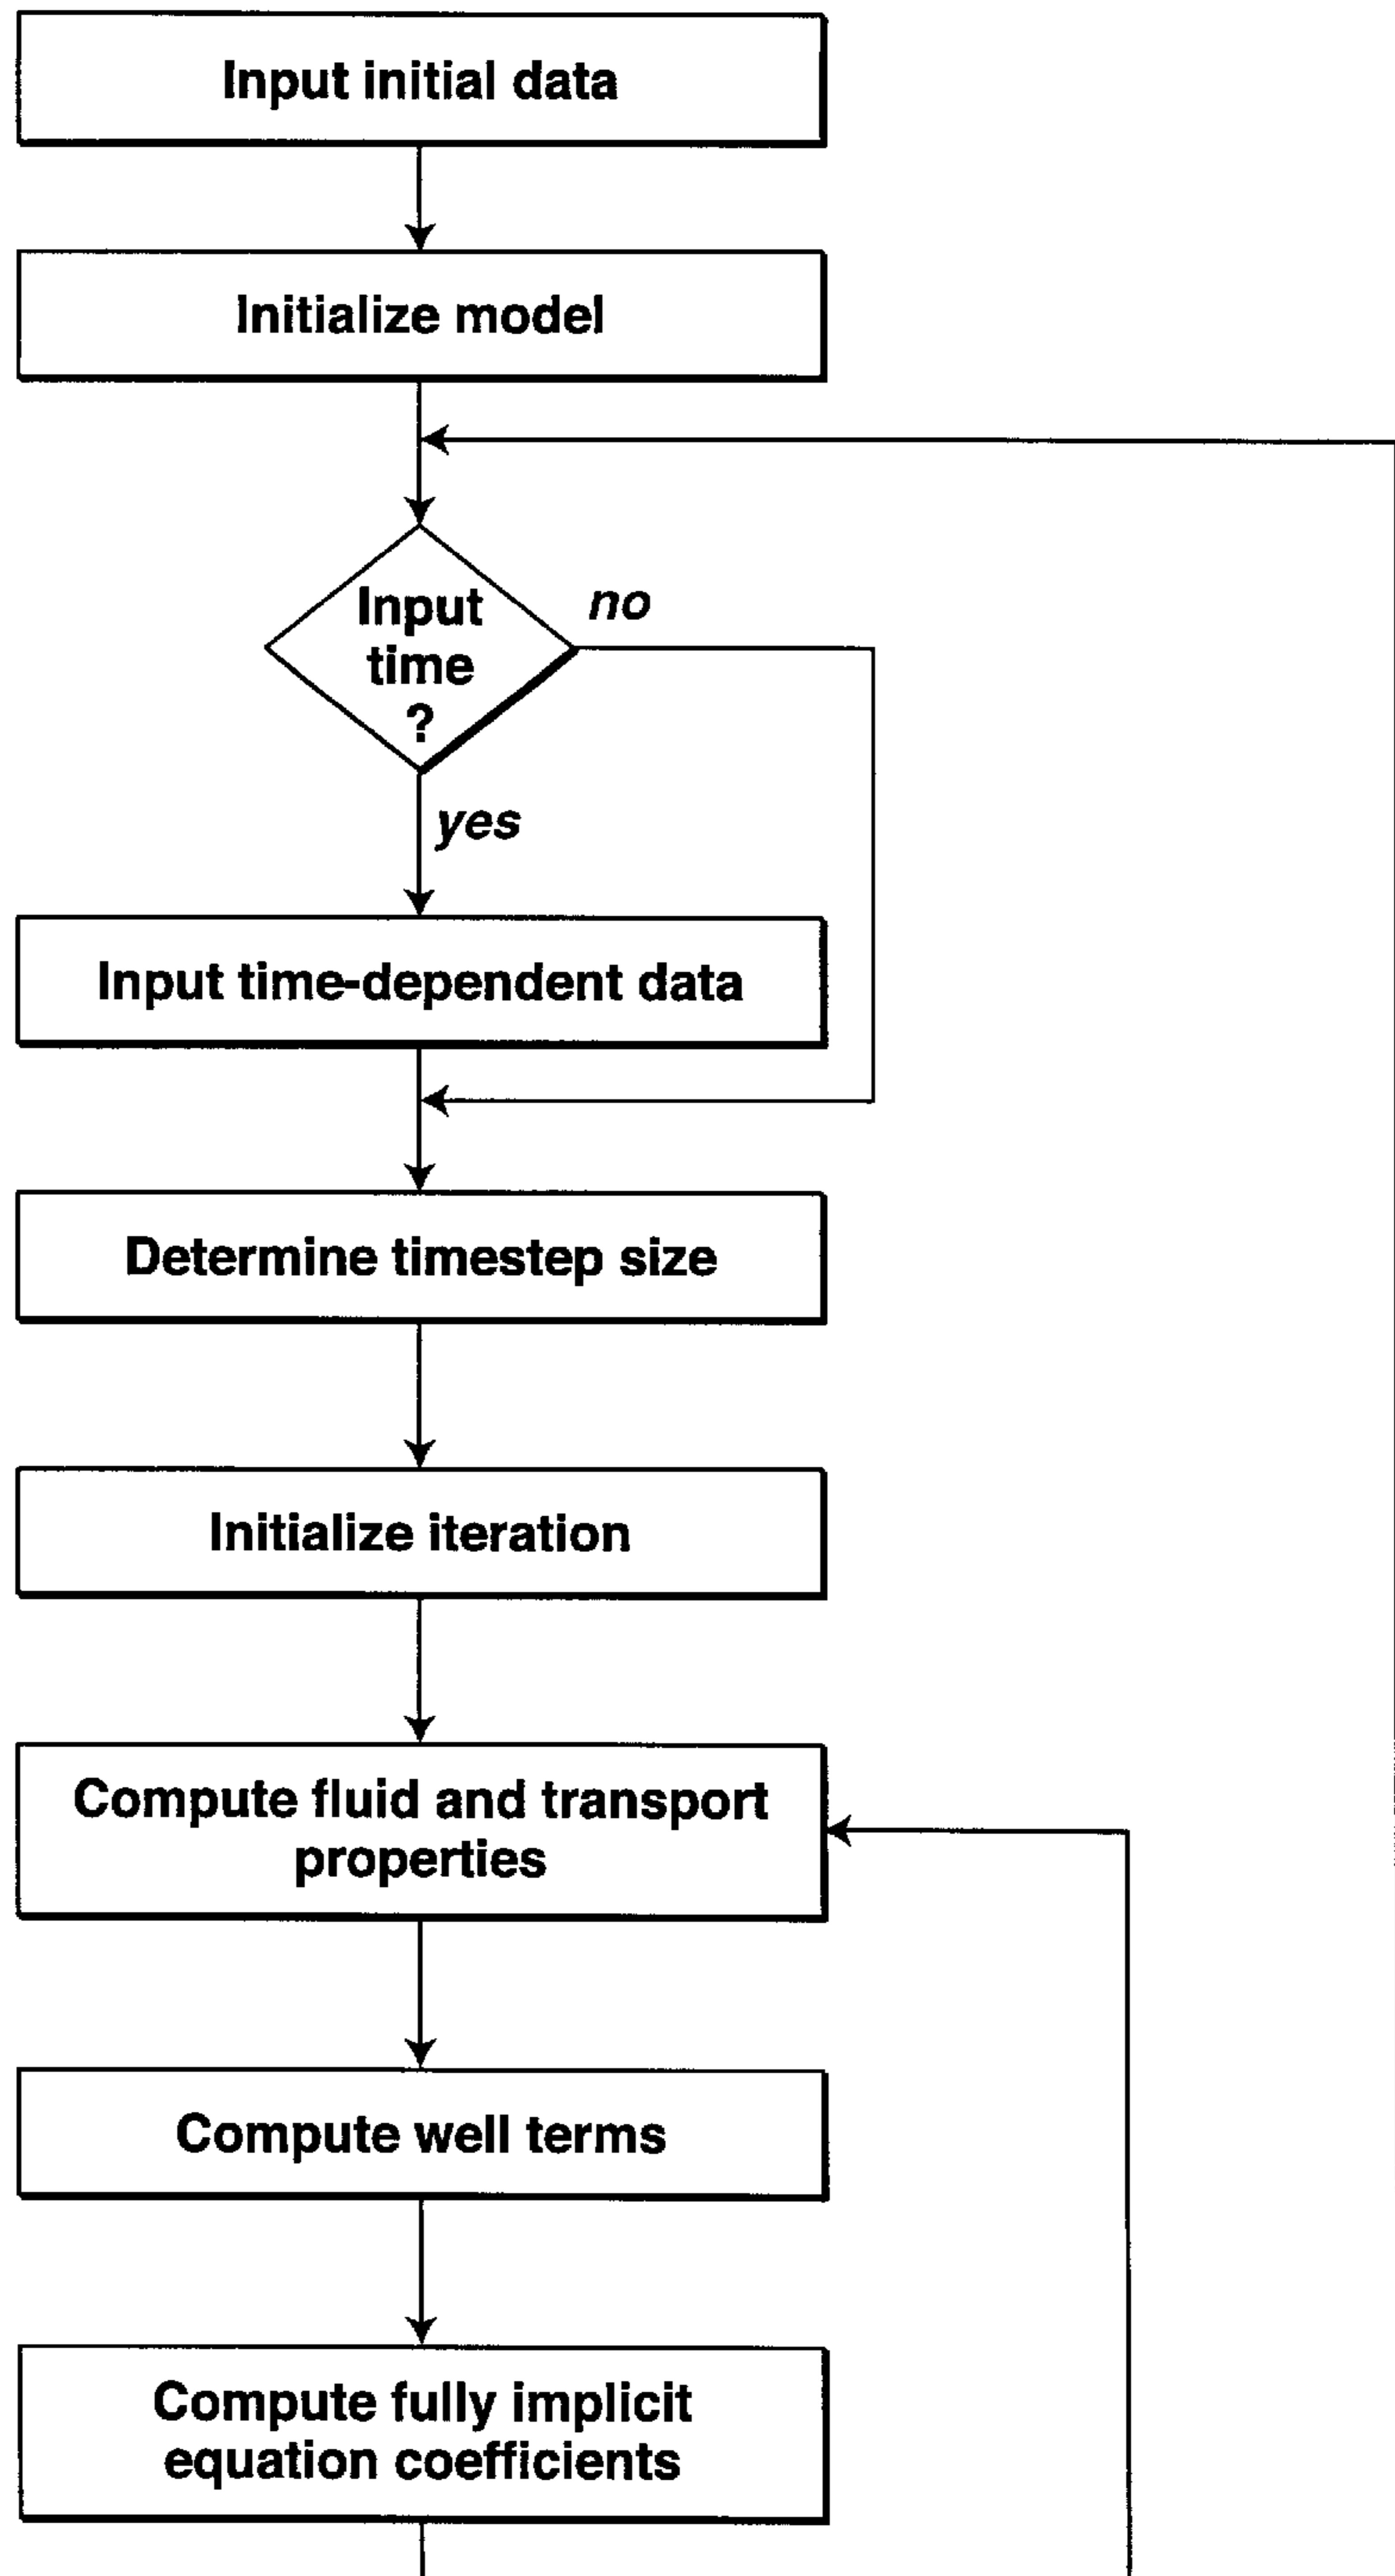 Input initial data
Initialize model
Input
time
?
no
yes
Input time-dependent data
Determine timestep size
Initialize iteration
Compute fluid and transport
properties
Compute well terms
Compute fully implicit
equation coefficients